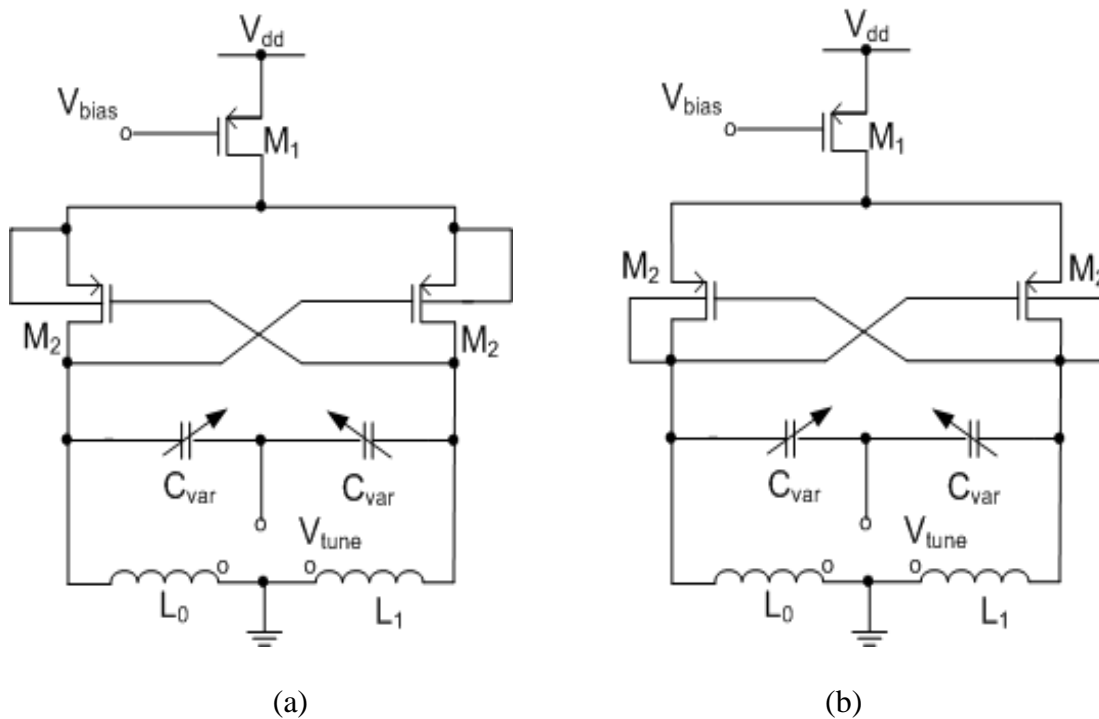 V_dd
V_bias
M_1
M_2
M_2
C_var
C_var
V_tune
L_0
L_1
(a)
V_dd
V_bias
M_1
M_2
M_2
C_var
C_var
V_tune
L_0
L_1
(b)